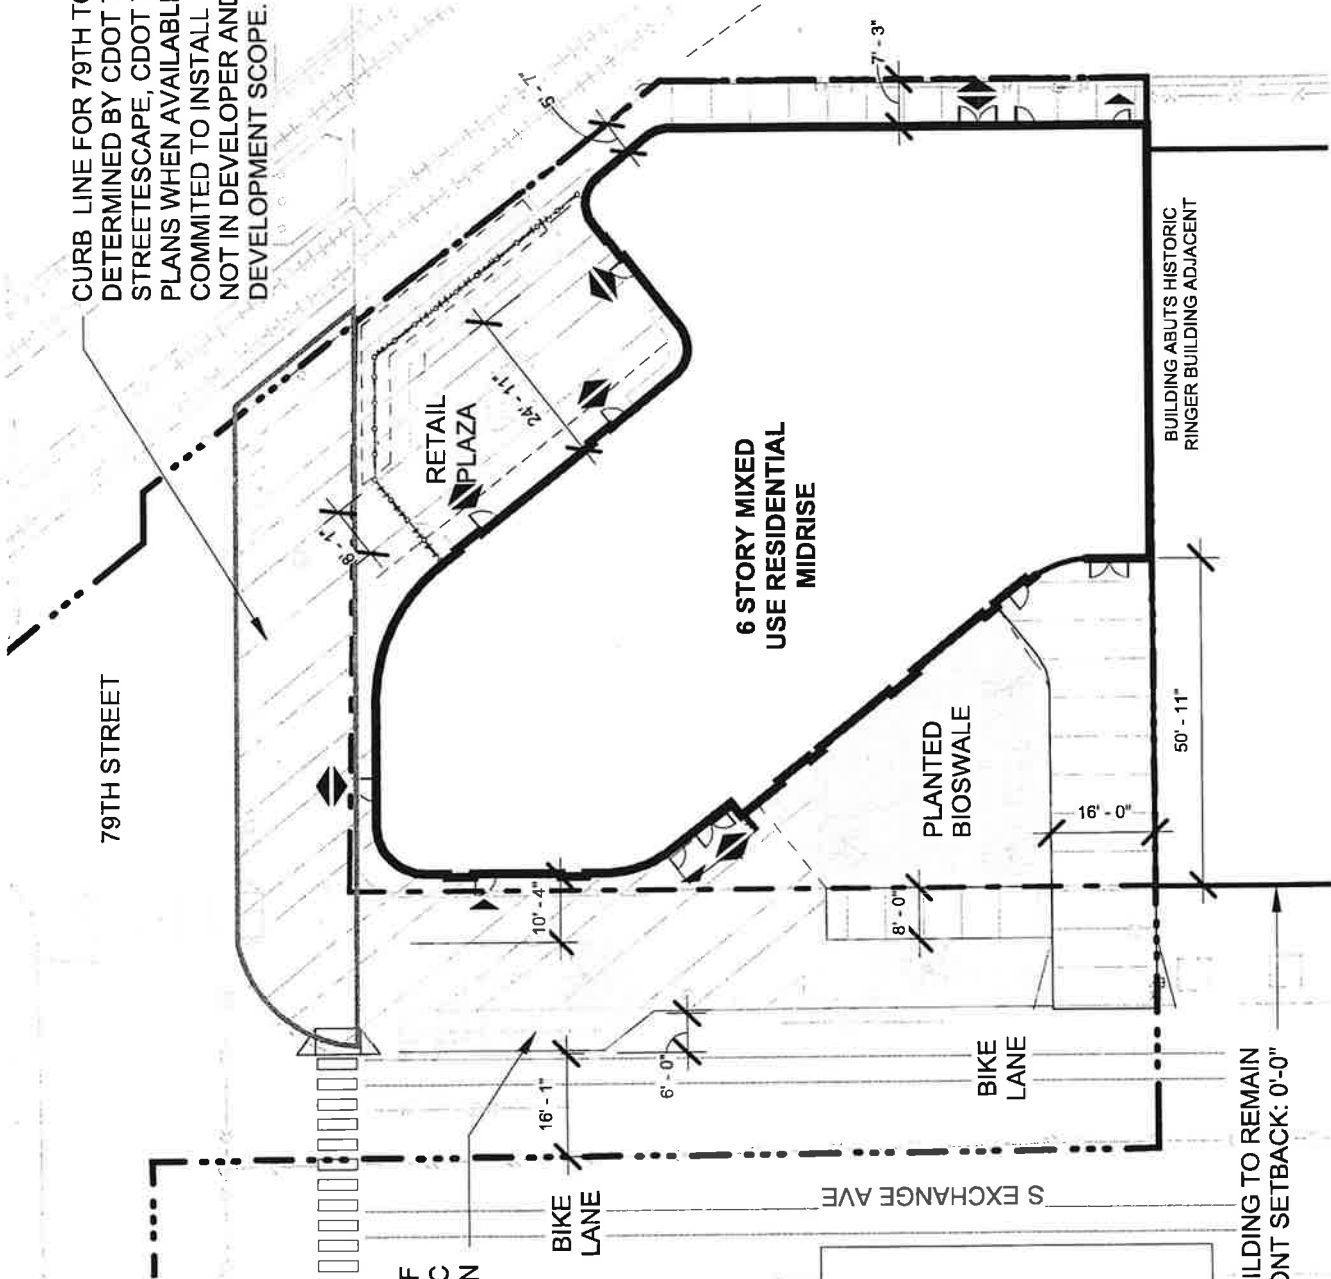 CURB LINE FOR 79TH TO
DETERMINED BY CDOT
STREETESCAPE, CDOT
PLANS WHEN AVAILABLE
COMMITED TO INSTALL
NOT IN DEVELOPER AND
DEVELOPMENT SCOPE.
79TH STREET
5' - 7"
7' - 3"
24' - 11"
8' - 1"
RETAIL
PLAZA
6 STORY MIXED
USE RESIDENTIAL
MIDRISE
BUILDING ABUTS HISTORIC
RINGER BUILDING ADJACENT
PLANTED
BIOSWALE
50' - 11"
16' - 0"
10' - 4"
8' - 0"
16' - 1"
6' - 0"
BIKE
LANE
BIKE
LANE
S EXCHANGE AVE
ILDING TO REMAIN
ONT SETBACK: 0'-0"
F
C
N